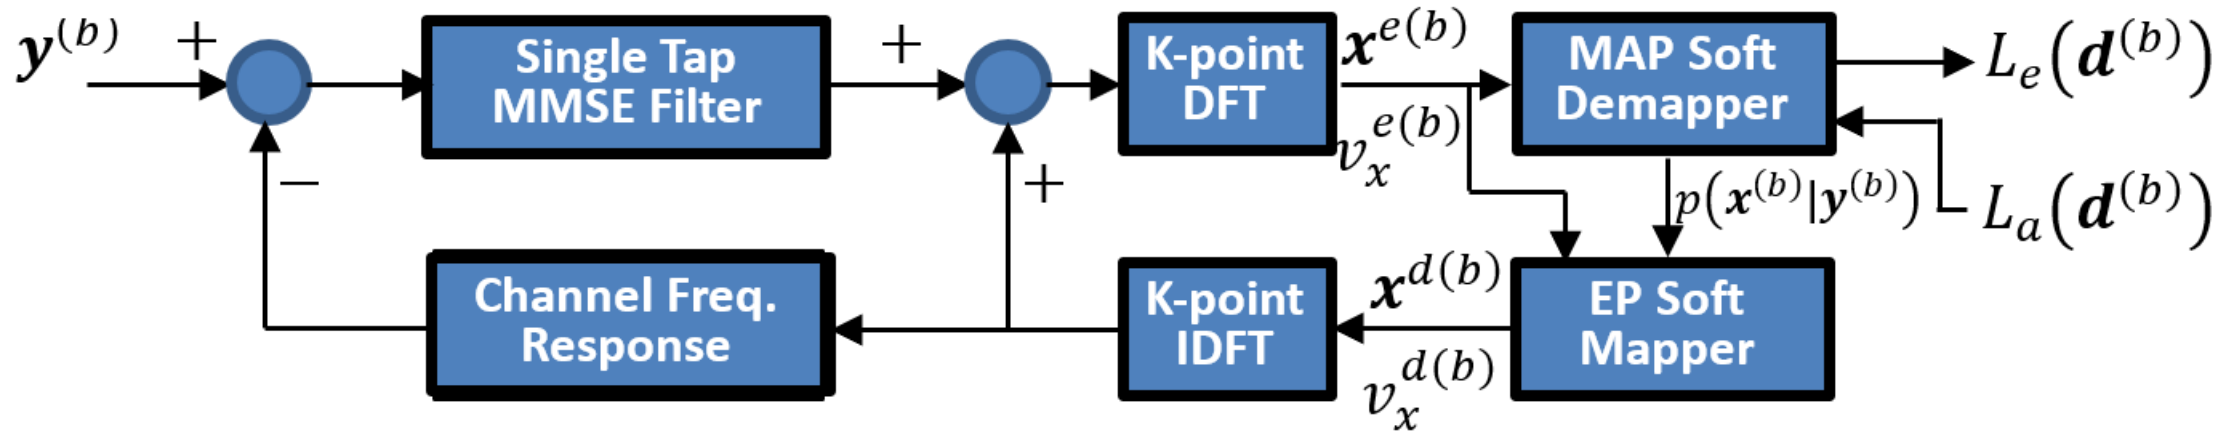 y^(b)
+
Single Tap
MMSE Filter
+
K-point
DFT
x^e(b)
v_x^e(b)
MAP Soft
Demapper
L_e(d^(b))
−
+
p(x^(b)|y^(b))
L_a(d^(b))
Channel Freq.
Response
K-point
IDFT
x^d(b)
v_x^d(b)
EP Soft
Mapper